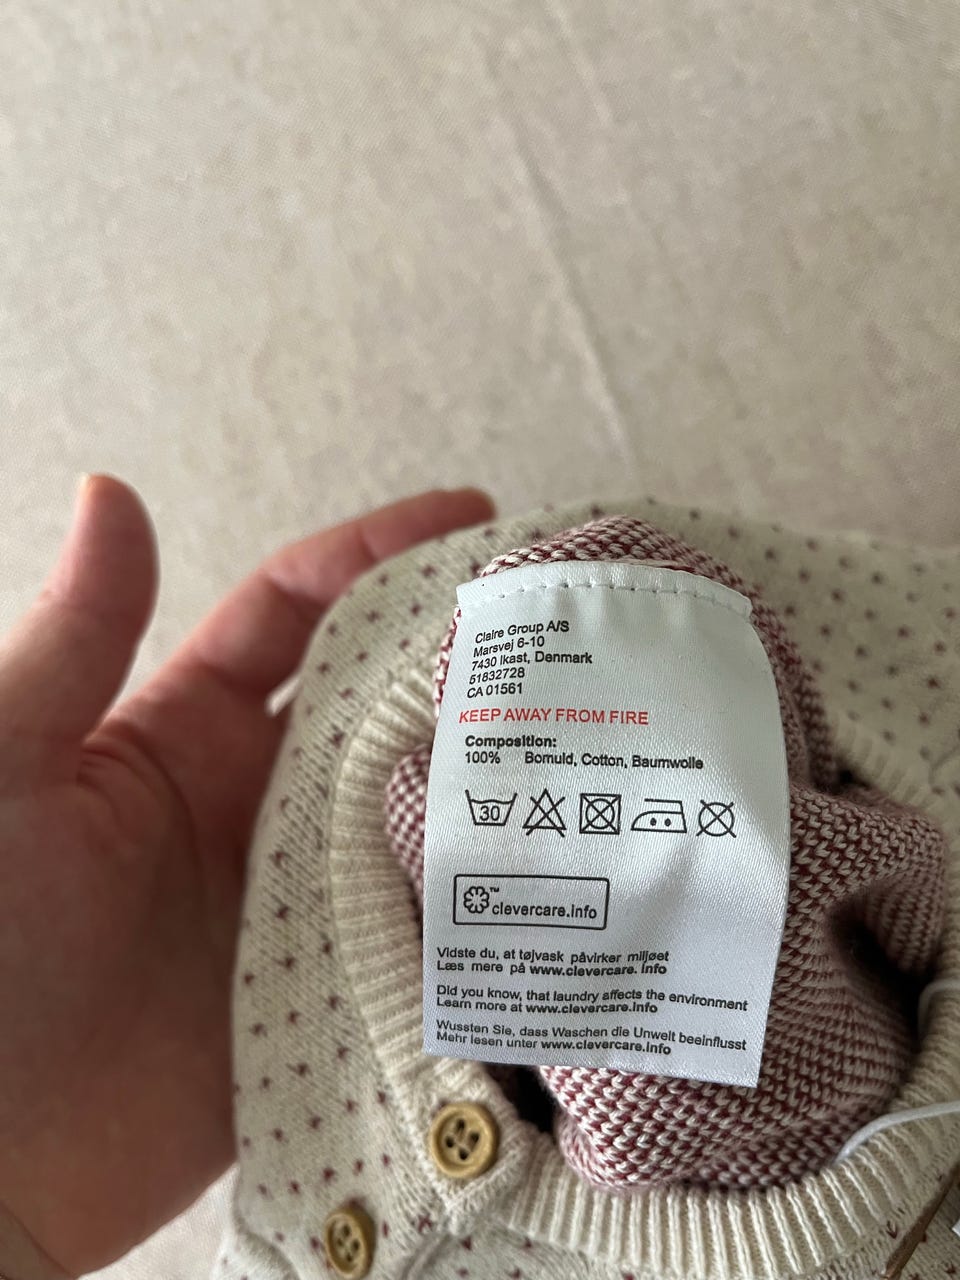 Claire Group A/S
Marsvej 6-10
7430 Ikast, Denmark
51832728
CA 01561
KEEP AWAY FROM FIRE
Composition:
100% Bomuld, Cotton, Baumwolle
30
™
clevercare.info
Vidste du, at tøjvask påvirker miljøet
Læs mere på www.clevercare. info
Did you know, that laundry affects the environment
Learn more at www.clevercare.info
Wussten Sie, dass Waschen die Unwelt beeinflusst
Mehr lesen unter www.clevercare.info